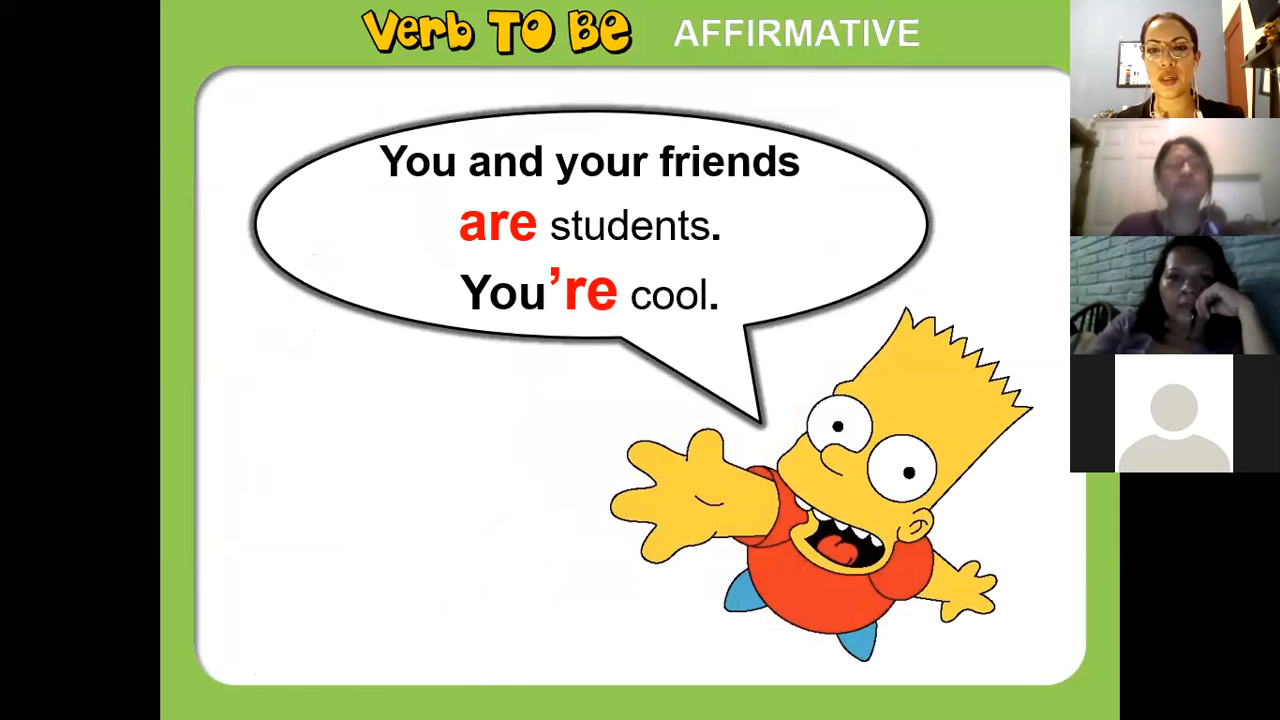 Verb TO BE AFFIRMATIVE
You and your friends
are students.
You're cool.